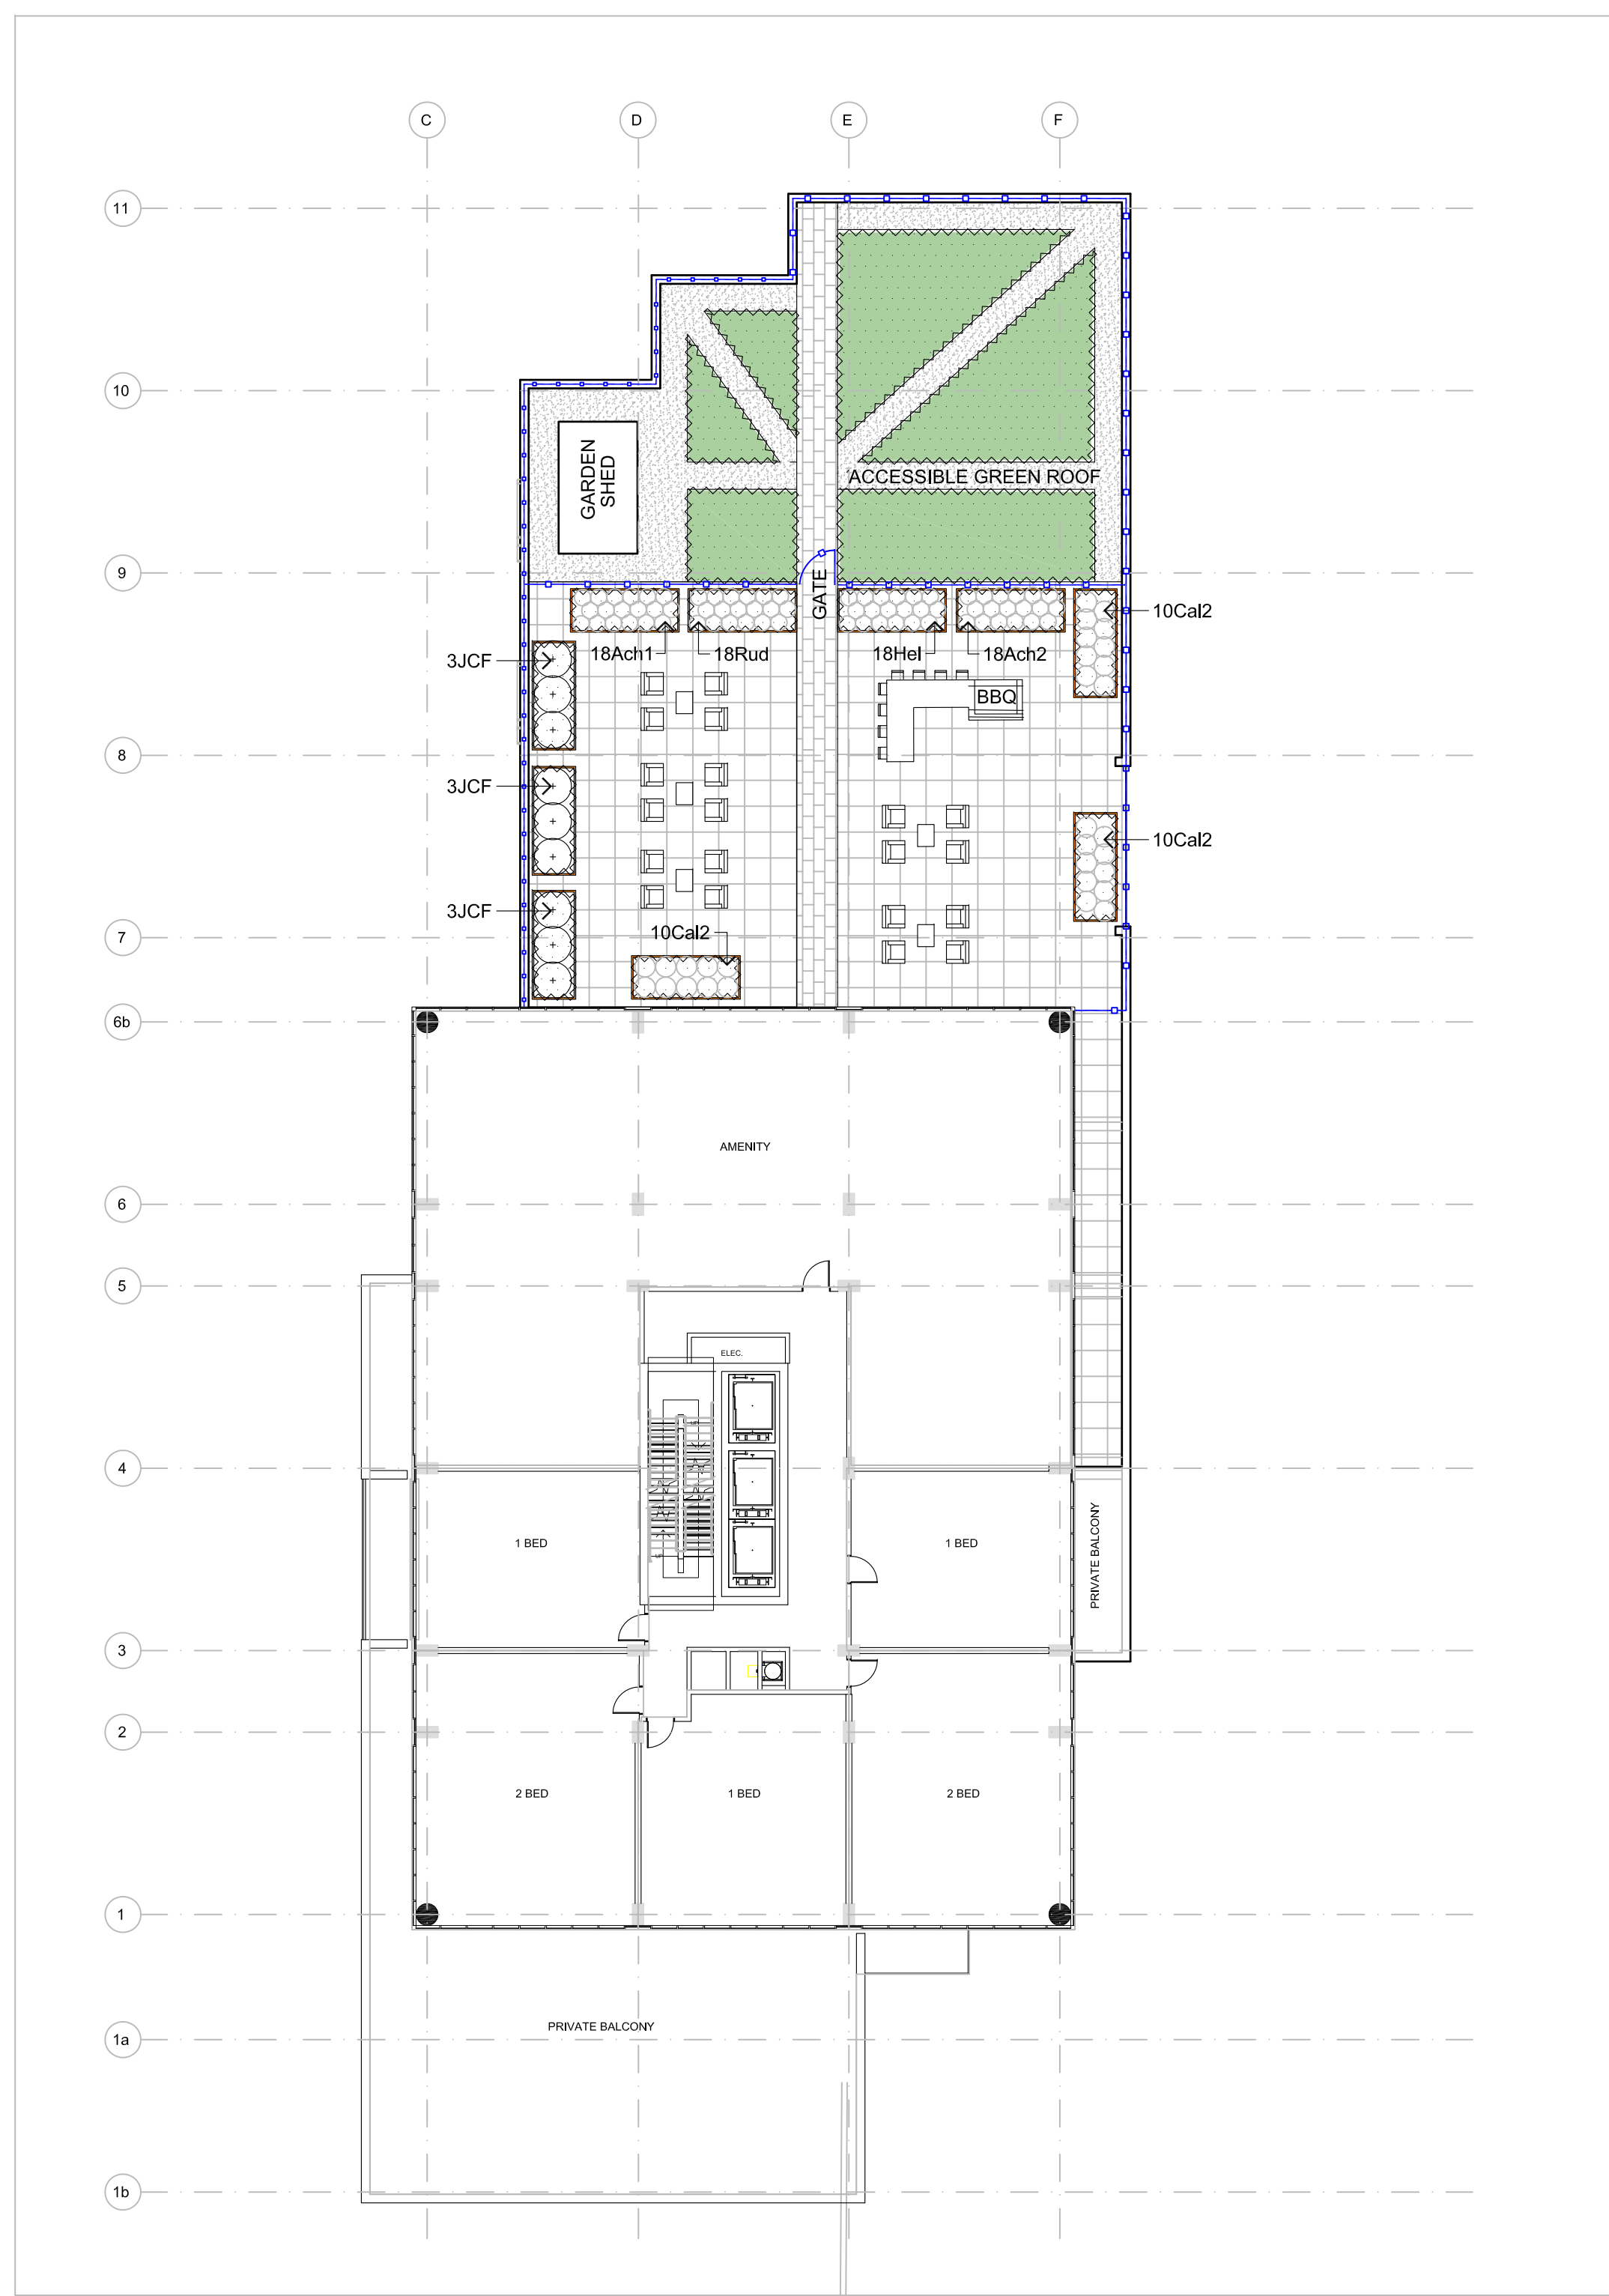 C D E F
11
10
GARDEN
SHED
ACCESSIBLE GREEN ROOF
9
GATE
10Cal2
18Ach1
18Rud
18Hel
18Ach2
3JCF
BBQ
8
3JCF
10Cal2
3JCF
10Cal2
7
6b
AMENITY
6
5
ELEC.
UP
4
1 BED
1 BED
PRIVATE BALCONY
UP
3
2
2 BED
1 BED
2 BED
1
1a
PRIVATE BALCONY
1b